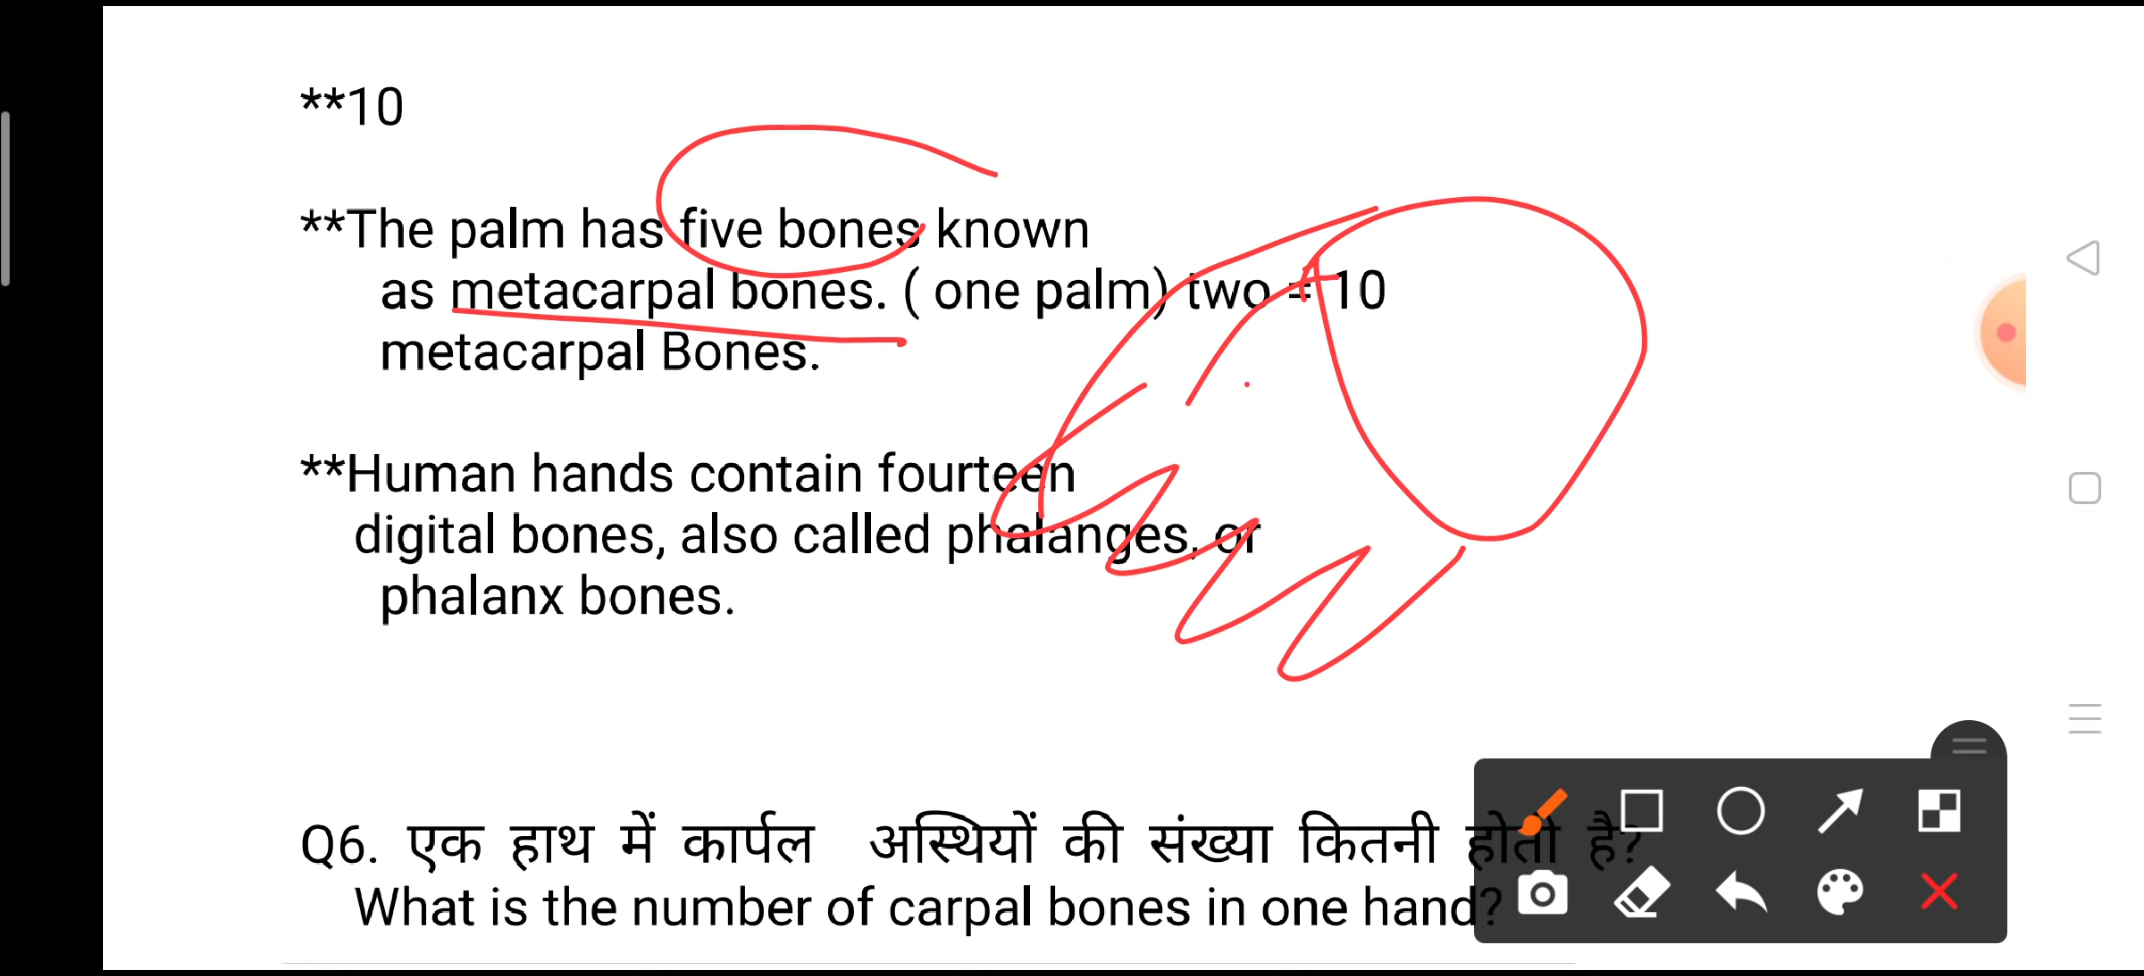 **10
**The palm has five bones known
as metacarpal bones. ( one palm) two = 10
metacarpal Bones.
**Human hands contain fourteen
digital bones, also called phalanges, or
phalanx bones.
Q6. एक हाथ में कार्पल अस्थियों की संख्या कितनी होती है?
What is the number of carpal bones in one hand?